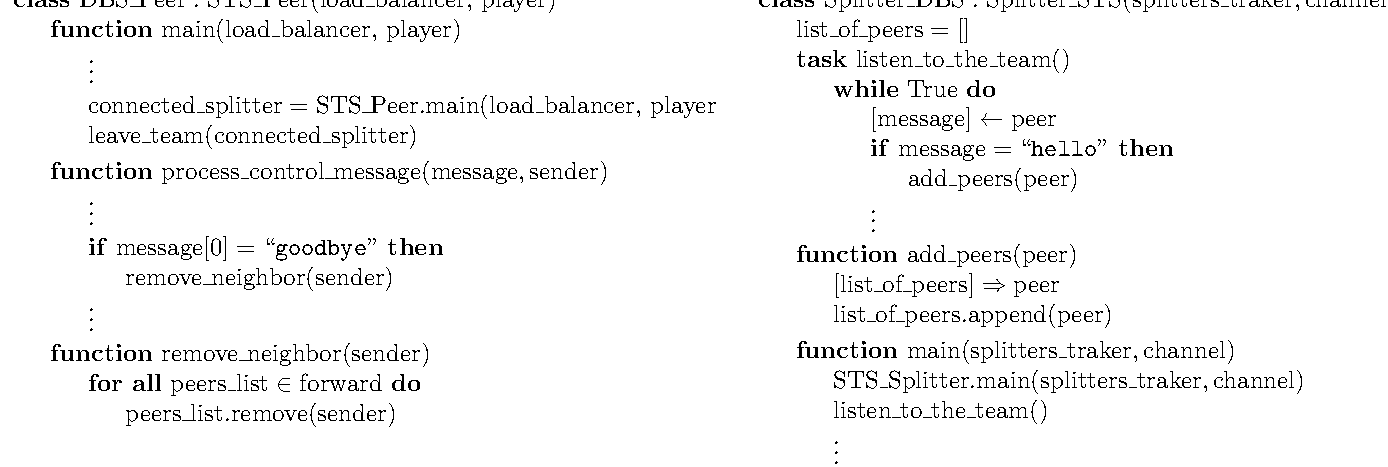 class DBS_Peer : STS_Peer(load_balancer, player)
function main(load_balancer, player)
⋮
connected_splitter = STS_Peer.main(load_balancer, player
leave_team(connected_splitter)
function process_control_message(message, sender)
⋮
if message[0] = “goodbye” then
remove_neighbor(sender)
⋮
function remove_neighbor(sender)
for all peers_list ∈ forward do
peers_list.remove(sender)
class Splitter_DBS : Splitter_STS(splitters_traker, channel
list_of_peers = []
task listen_to_the_team()
while True do
[message] ← peer
if message = “hello” then
add_peers(peer)
⋮
function add_peers(peer)
[list_of_peers] ⇒ peer
list_of_peers.append(peer)
function main(splitters_traker, channel)
STS_Splitter.main(splitters_traker, channel)
listen_to_the_team()
⋮